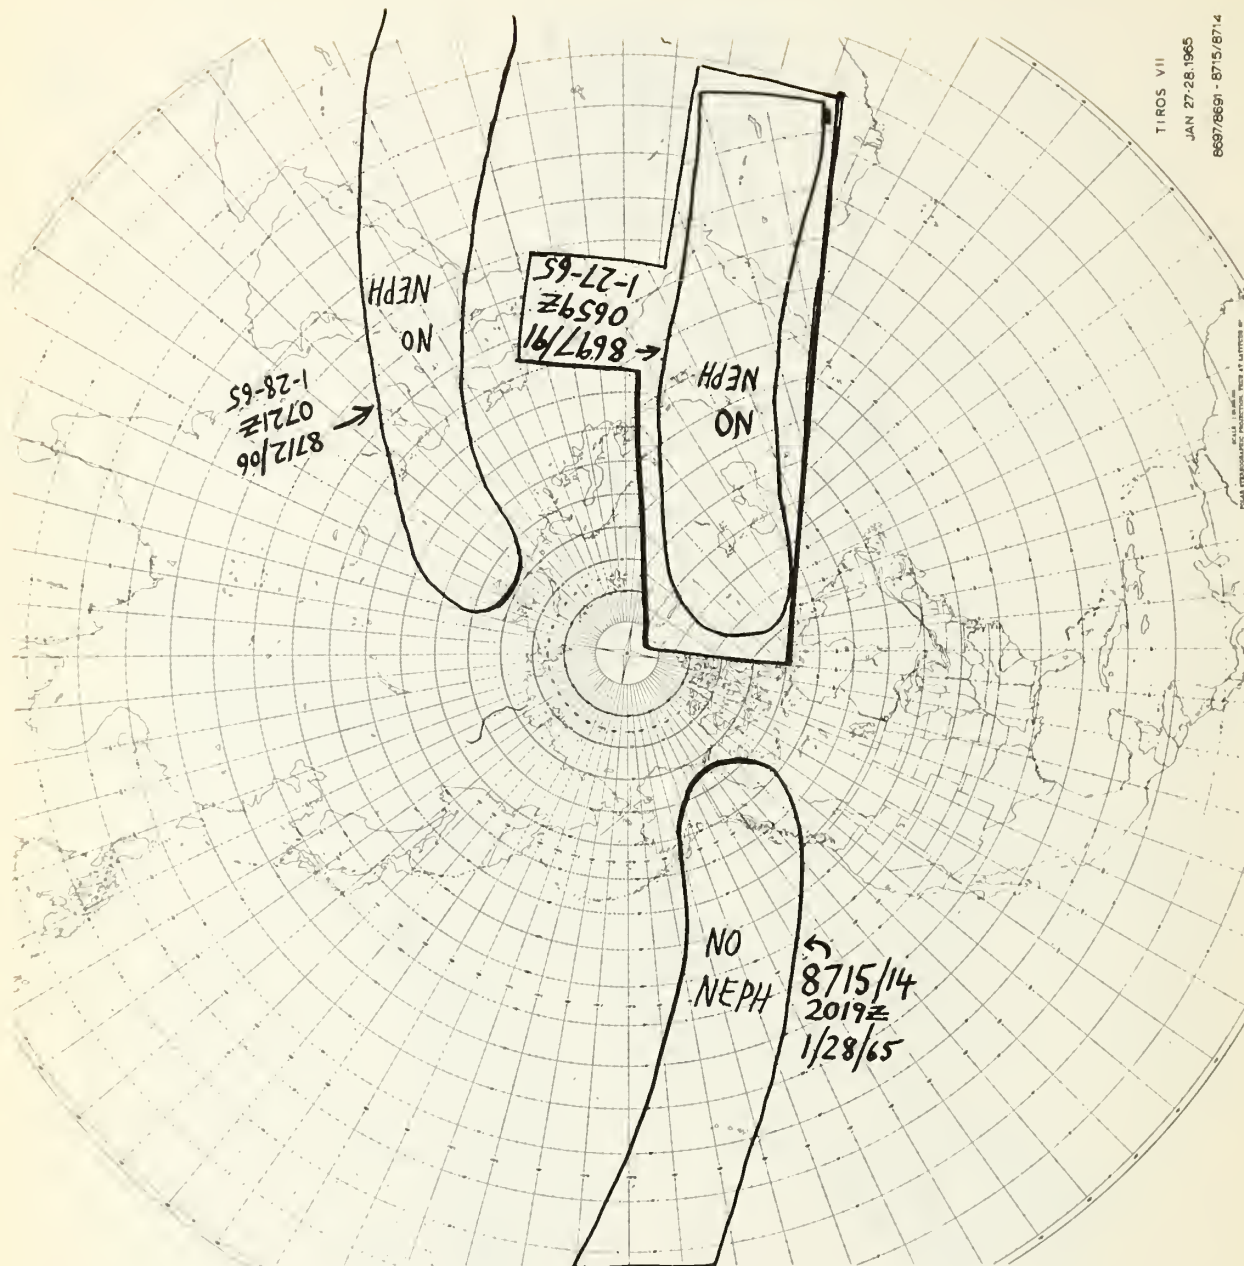 TIROS VII
JAN 27-28.1965
8697/8691 - 8715/8714
1-27-65
0659Z
8697/91
NO
NEPH
8712/06
0721Z
1-28-65
NO
NEPH
NO
NEPH
8715/14
2019Z
1/28/65